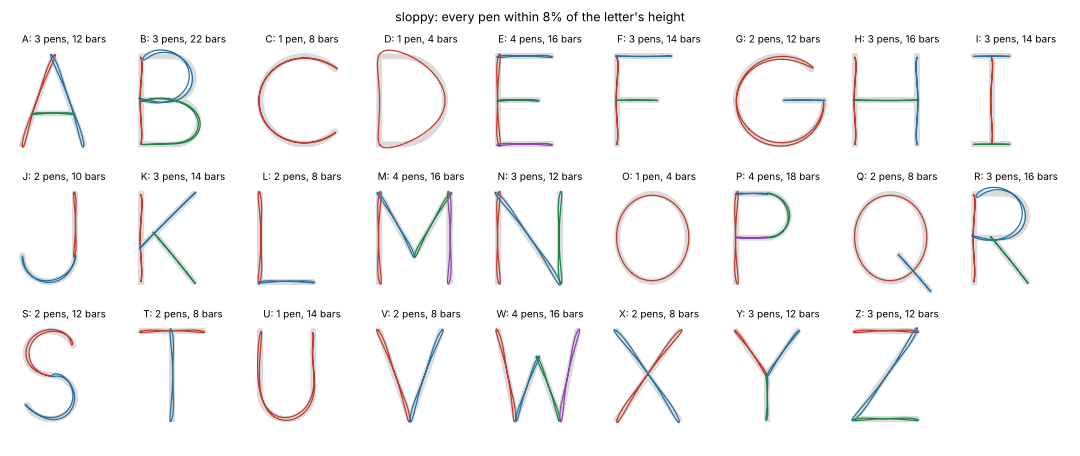 sloppy: every pen within 8% of the letter's height
A: 3 pens, 12 bars B: 3 pens, 22 bars C: 1 pen, 8 bars D: 1 pen, 4 bars E: 4 pens, 16 bars F: 3 pens, 14 bars G: 2 pens, 12 bars H: 3 pens, 16 bars I: 3 pens, 14 bars
A B C D E F G H I
J: 2 pens, 10 bars K: 3 pens, 14 bars L: 2 pens, 8 bars M: 4 pens, 16 bars N: 3 pens, 12 bars O: 1 pen, 4 bars P: 4 pens, 18 bars Q: 2 pens, 8 bars R: 3 pens, 16 bars
J K L M N O P Q R
S: 2 pens, 12 bars T: 2 pens, 8 bars U: 1 pen, 14 bars V: 2 pens, 8 bars W: 4 pens, 16 bars X: 2 pens, 8 bars Y: 3 pens, 12 bars Z: 3 pens, 12 bars
S T U V W X Y Z